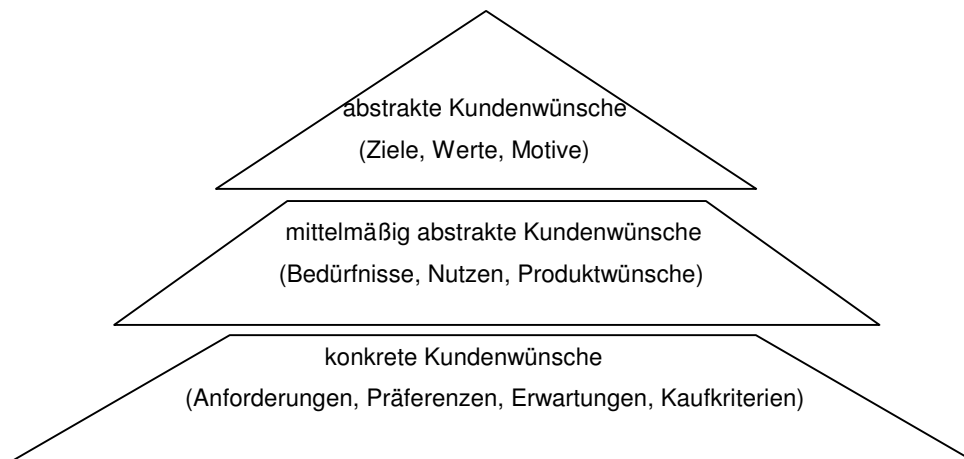 abstrakte Kundenwünsche
(Ziele, Werte, Motive)
mittelmäßig abstrakte Kundenwünsche
(Bedürfnisse, Nutzen, Produktwünsche)
konkrete Kundenwünsche
(Anforderungen, Präferenzen, Erwartungen, Kaufkriterien)